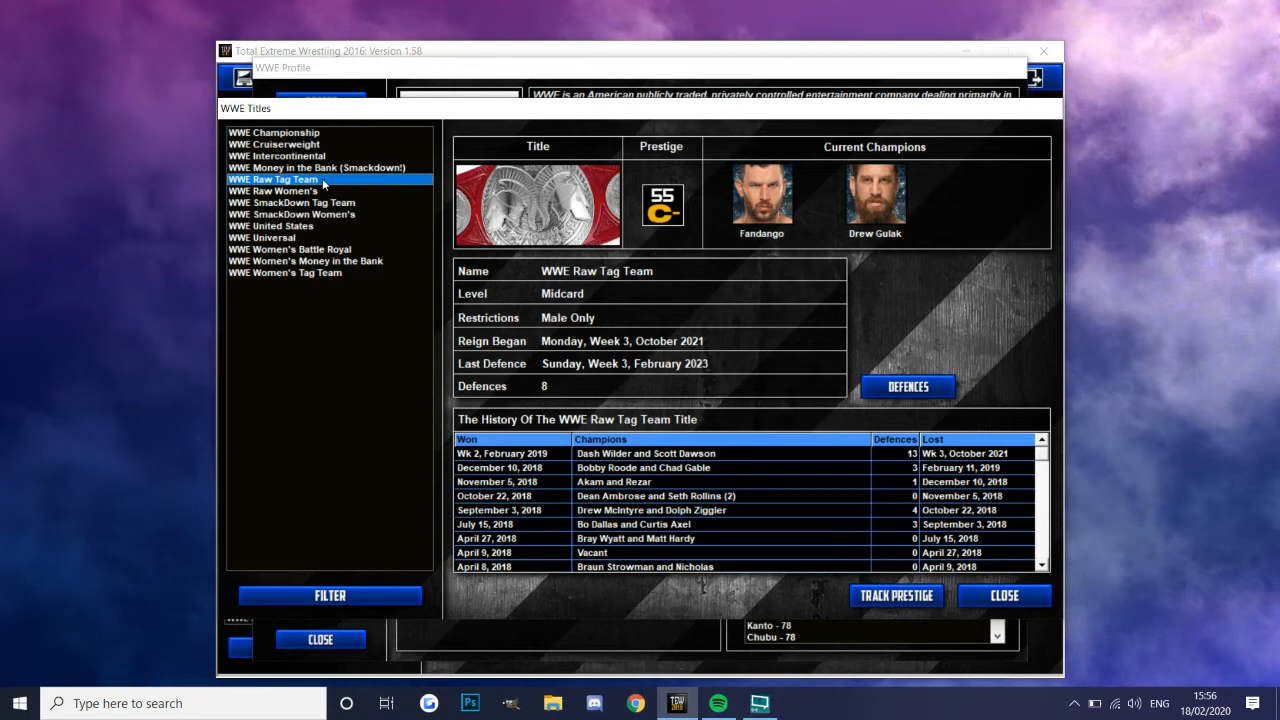 Total Extreme Wrestling 2016: Version 1.58
WWE Profile
WWE is an American publicly traded, privately controlled entertainment company dealing primarily in
WWE Titles
WWE Championship
WWE Cruiserweight
WWE Intercontinental
WWE Money in the Bank (Smackdown!)
WWE Raw Tag Team
WWE Raw Women's
WWE SmackDown Tag Team
WWE SmackDown Women's
WWE United States
WWE Universal
WWE Women's Battle Royal
WWE Women's Money in the Bank
WWE Women's Tag Team
FILTER
CLOSE
Title Prestige Current Champions
55
C-
Fandango Drew Gulak
Name WWE Raw Tag Team
Level Midcard
Restrictions Male Only
Reign Began Monday, Week 3, October 2021
Last Defence Sunday, Week 3, February 2023
Defences 8
DEFENCES
The History Of The WWE Raw Tag Team Title
Won Champions Defences Lost
Wk 2, February 2019 Dash Wilder and Scott Dawson 13 Wk 3, October 2021
December 10, 2018 Bobby Roode and Chad Gable 3 February 11, 2019
November 5, 2018 Akam and Rezar 1 December 10, 2018
October 22, 2018 Dean Ambrose and Seth Rollins (2) 0 November 5, 2018
September 3, 2018 Drew McIntyre and Dolph Ziggler 4 October 22, 2018
July 15, 2018 Bo Dallas and Curtis Axel 3 September 3, 2018
April 27, 2018 Bray Wyatt and Matt Hardy 0 July 15, 2018
April 9, 2018 Vacant 0 April 27, 2018
April 8, 2018 Braun Strowman and Nicholas 0 April 9, 2018
TRACK PRESTIGE CLOSE
Kanto - 78
Chubu - 78
Type here to search
Ps
TEW
2016
ENG
15:56
18/02/2020